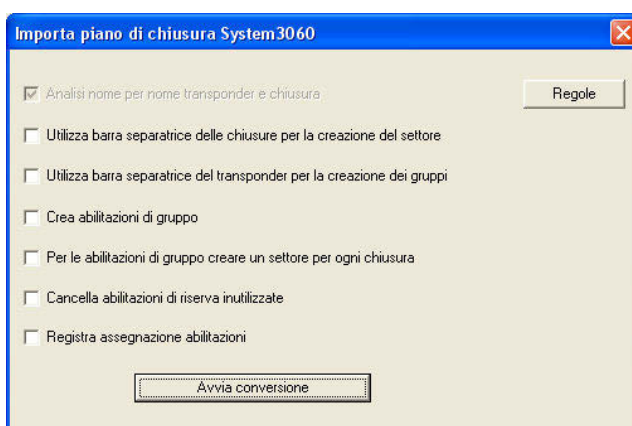 Importa piano di chiusura System3060
Analisi nome per nome transponder e chiusura
Regole
Utilizza barra separatrice delle chiusure per la creazione del settore
Utilizza barra separatrice del transponder per la creazione dei gruppi
Crea abilitazioni di gruppo
Per le abilitazioni di gruppo creare un settore per ogni chiusura
Cancella abilitazioni di riserva inutilizzate
Registra assegnazione abilitazioni
Avvia conversione